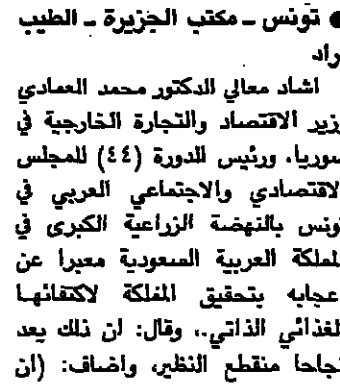 ● تونس ـ مكتب الجزيرة ـ الطيب
راد
اشاد معالي الدكتور محمد العمادي
زير الاقتصاد والتجارة الخارجية في
سوريا. ورئيس الدورة (٤٤) للمجلس
لاقتصادي والاجتماعي العربي في
ونس بالنهضة الزراعية الكبرى في
لملكة العربية السعودية معبرا عن
عجابه بتحقيق المملكة لاكتفائها
لغذائي الذاتي.. وقال: ان ذلك يعد
جاحا منقطع النظير، واضاف: (ان